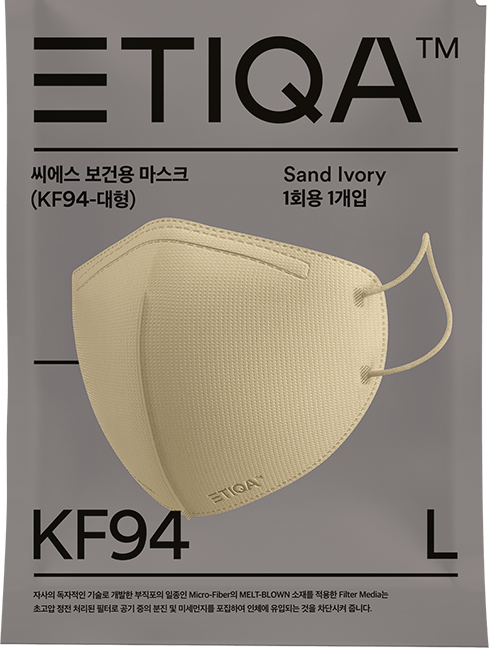 ETIQA™
씨에스 보건용 마스크
(KF94-대형)
Sand Ivory
1회용 1개입
ETIQA™
KF94
L
자사의 독자적인 기술로 개발한 부직포의 일종인 Micro-Fiber의 MELT-BLOWN 소재를 적용한 Filter Media는
초고압 정전 처리된 필터로 공기 중의 분진 및 미세먼지를 포집하여 인체에 유입되는 것을 차단시켜 줍니다.